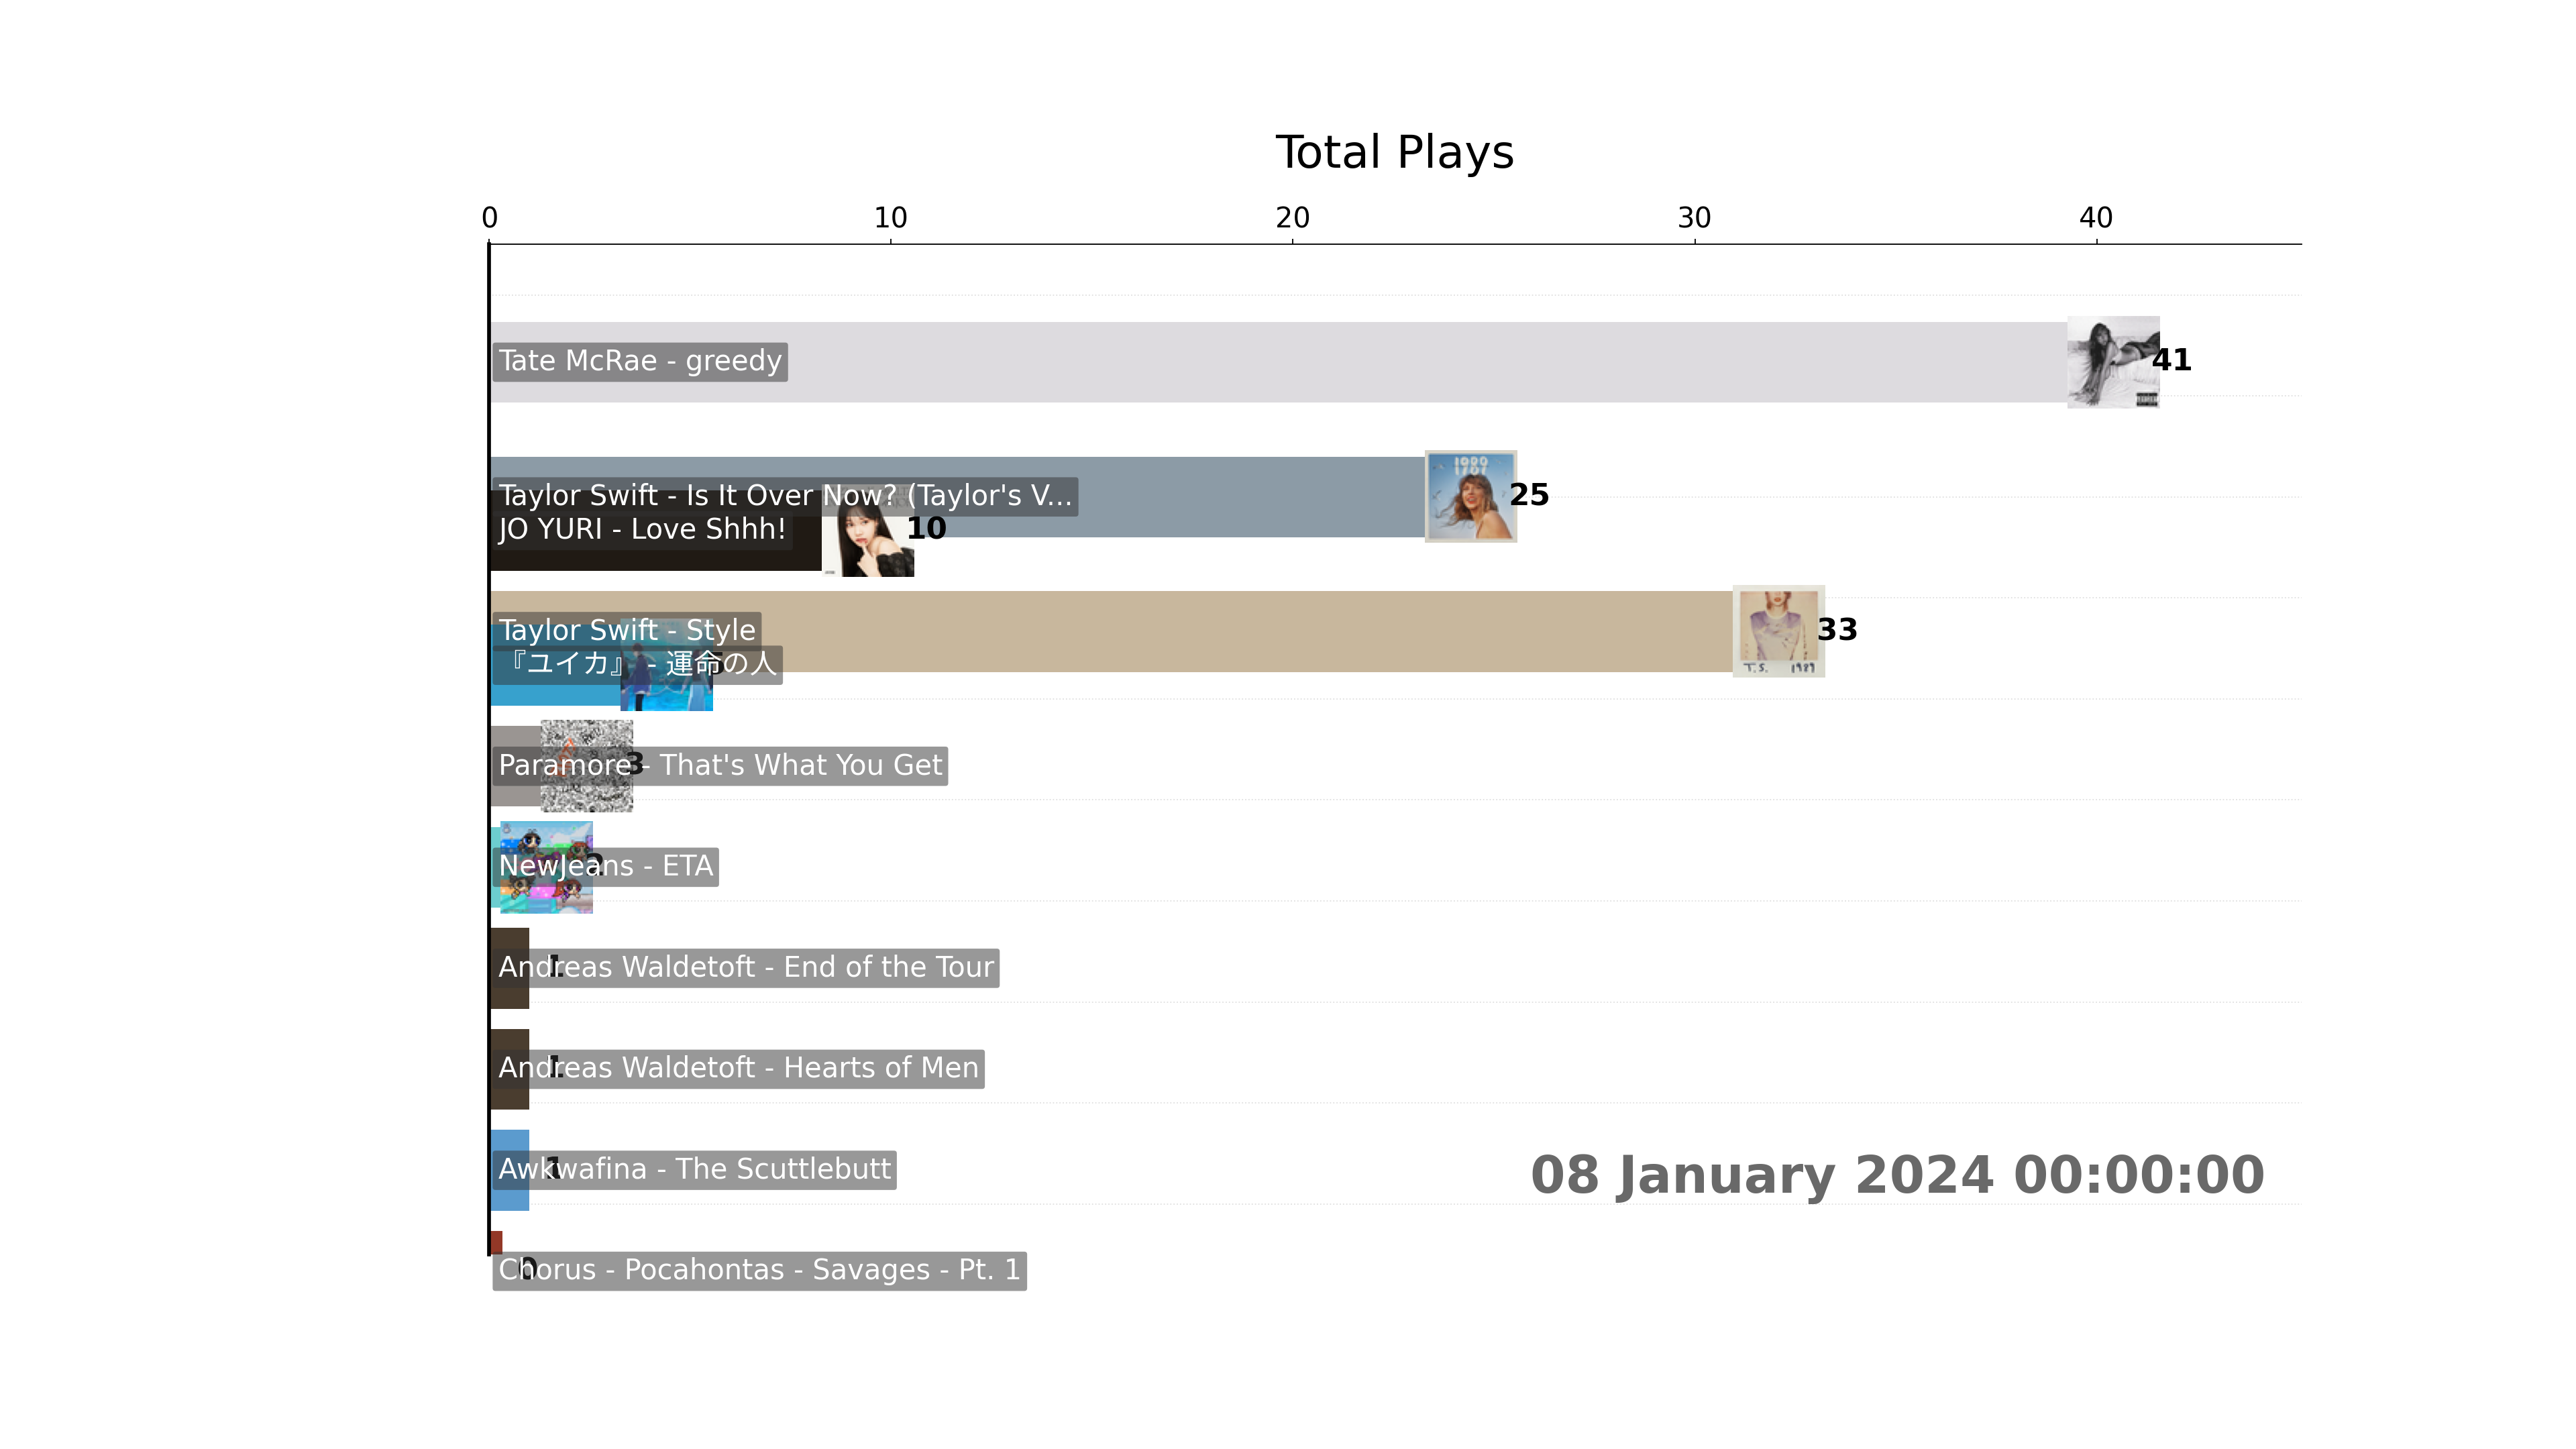 Total Plays
0 10 20 30 40
Tate McRae - greedy 41
Taylor Swift - Is It Over Now? (Taylor's V... 25
JO YURI - Love Shhh! 10
Taylor Swift - Style 33
『ユイカ』 - 運命の人 5
Paramore - That's What You Get 3
NewJeans - ETA 2
Andreas Waldetoft - End of the Tour 1
Andreas Waldetoft - Hearts of Men 1
Awkwafina - The Scuttlebutt 1
08 January 2024 00:00:00
Chorus - Pocahontas - Savages - Pt. 1 0
T.S. 1989